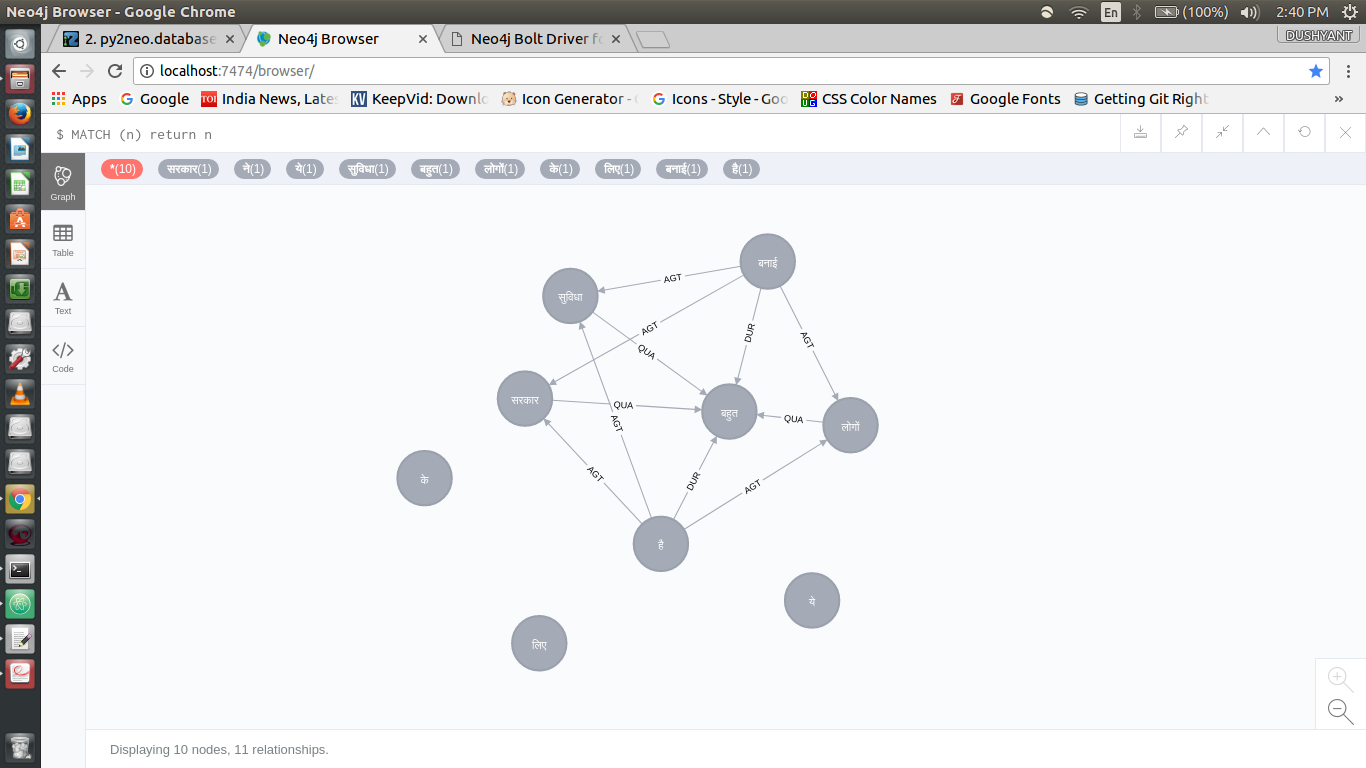 Neo4j Browser - Google Chrome
En
(100%)
2:40 PM
2. py2neo.database
Neo4j Browser
Neo4j Bolt Driver fo
DUSHYANT
localhost:7474/browser/
Apps
Google
India News, Lates
KeepVid: Downlo
Icon Generator - 
Icons - Style - Goo
CSS Color Names
Google Fonts
Getting Git Right
»
$ MATCH (n) return n
*(10) सरकार(1) ने(1) ये(1) सुविधा(1) बहुत(1) लोगों(1) के(1) लिए(1) बनाई(1) है(1)
Graph
Table
Text
Code
बनाई
AGT
सुविधा
AGT
DUR
AGT
QUA
सरकार
QUA
बहुत
QUA
लोगों
AGT
के
AGT
DUR
AGT
है
ये
लिए
Displaying 10 nodes, 11 relationships.